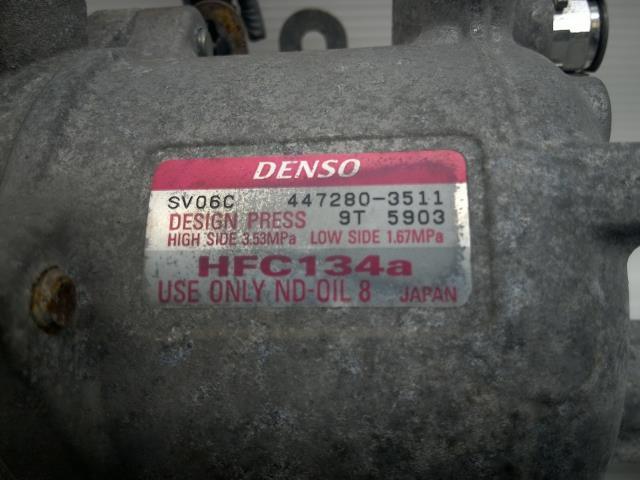 DENSO
SV06C 447280-3511
DESIGN PRESS 9T 5903
HIGH SIDE 3.53MPa LOW SIDE 1.67MPa
HFC134a
USE ONLY ND-OIL 8 JAPAN